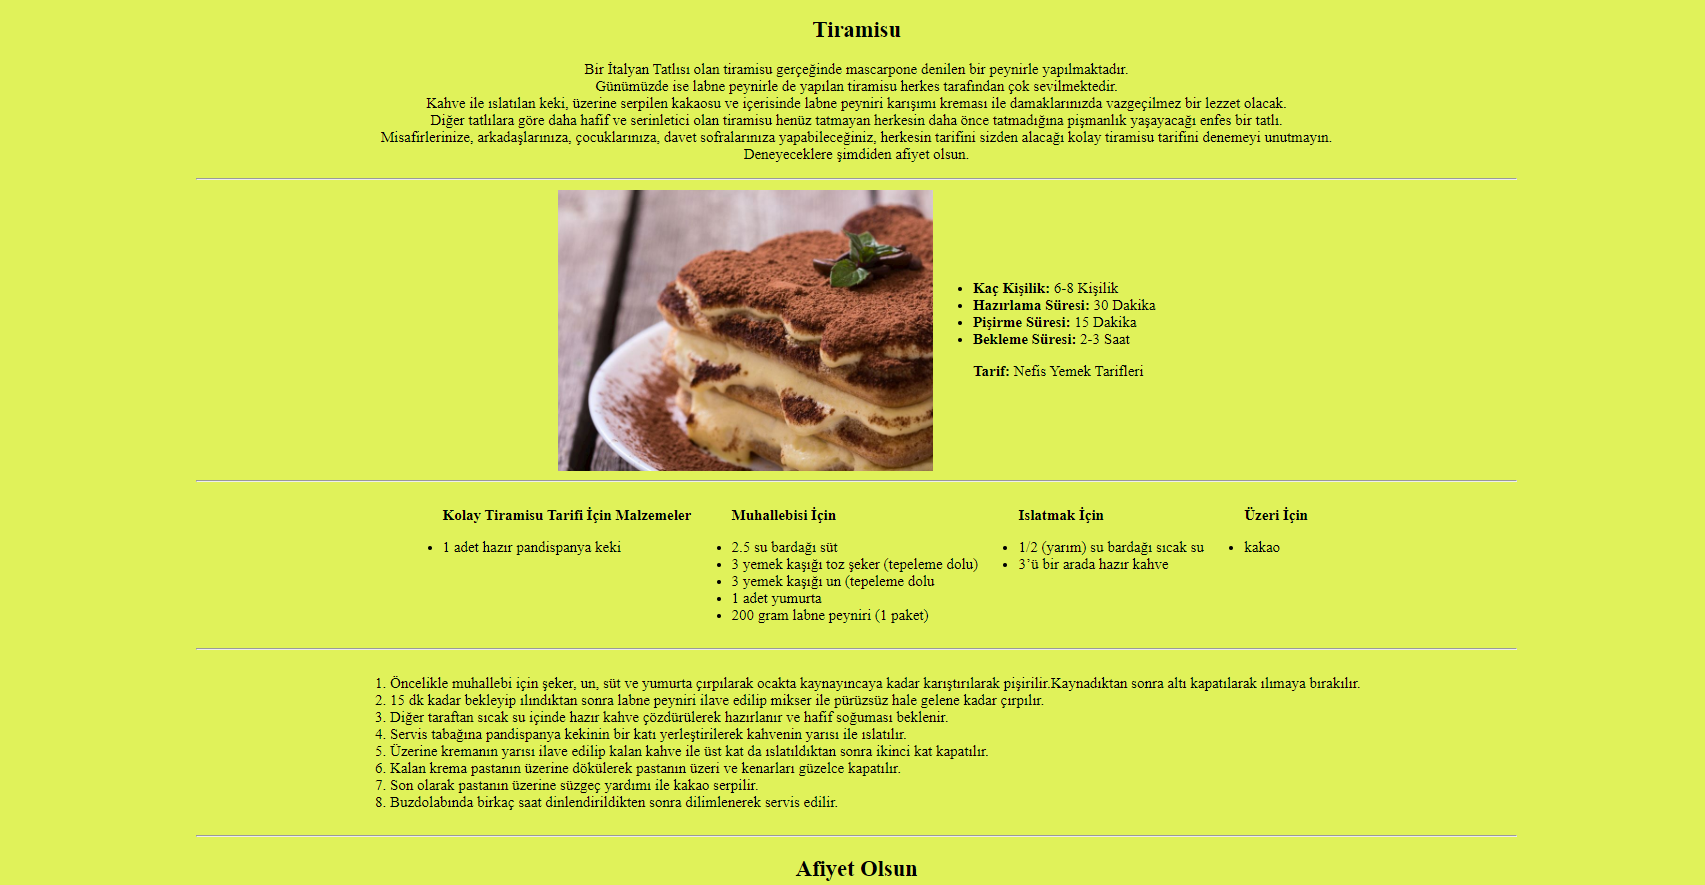 Tiramisu
Bir İtalyan Tatlısı olan tiramisu gerçeğinde mascarpone denilen bir peynirle yapılmaktadır.
Günümüzde ise labne peynirle de yapılan tiramisu herkes tarafından çok sevilmektedir.
Kahve ile ıslatılan keki, üzerine serpilen kakaosu ve içerisinde labne peyniri karışımı kreması ile damaklarınızda vazgeçilmez bir lezzet olacak.
Diğer tatlılara göre daha hafif ve serinletici olan tiramisu henüz tatmayan herkesin daha önce tatmadığına pişmanlık yaşayacağı enfes bir tatlı.
Misafirlerinize, arkadaşlarınıza, çocuklarınıza, davet sofralarınıza yapabileceğiniz, herkesin tarifini sizden alacağı kolay tiramisu tarifini denemeyi unutmayın.
Deneyeceklere şimdiden afiyet olsun.
• Kaç Kişilik: 6-8 Kişilik
• Hazırlama Süresi: 30 Dakika
• Pişirme Süresi: 15 Dakika
• Bekleme Süresi: 2-3 Saat
Tarif: Nefis Yemek Tarifleri
Kolay Tiramisu Tarifi İçin Malzemeler
• 1 adet hazır pandispanya keki
Muhallebisi İçin
• 2.5 su bardağı süt
• 3 yemek kaşığı toz şeker (tepeleme dolu)
• 3 yemek kaşığı un (tepeleme dolu
• 1 adet yumurta
• 200 gram labne peyniri (1 paket)
Islatmak İçin
• 1/2 (yarım) su bardağı sıcak su
• 3’ü bir arada hazır kahve
Üzeri İçin
• kakao
1. Öncelikle muhallebi için şeker, un, süt ve yumurta çırpılarak ocakta kaynayıncaya kadar karıştırılarak pişirilir.Kaynadıktan sonra altı kapatılarak ılımaya bırakılır.
2. 15 dk kadar bekleyip ılındıktan sonra labne peyniri ilave edilip mikser ile pürüzsüz hale gelene kadar çırpılır.
3. Diğer taraftan sıcak su içinde hazır kahve çözdürülerek hazırlanır ve hafif soğuması beklenir.
4. Servis tabağına pandispanya kekinin bir katı yerleştirilerek kahvenin yarısı ile ıslatılır.
5. Üzerine kremanın yarısı ilave edilip kalan kahve ile üst kat da ıslatıldıktan sonra ikinci kat kapatılır.
6. Kalan krema pastanın üzerine dökülerek pastanın üzeri ve kenarları güzelce kapatılır.
7. Son olarak pastanın üzerine süzgeç yardımı ile kakao serpilir.
8. Buzdolabında birkaç saat dinlendirildikten sonra dilimlenerek servis edilir.
Afiyet Olsun